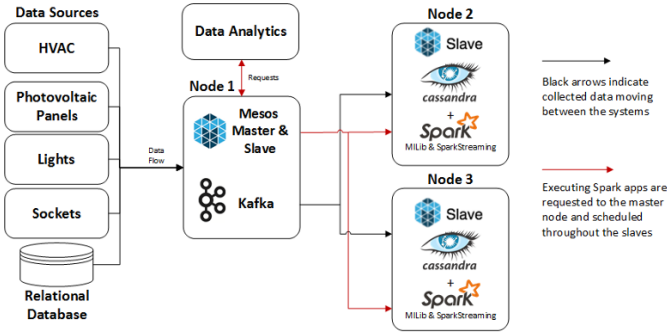 Data Sources
HVAC
Photovoltaic
Panels
Lights
Sockets
Relational
Database
Data
Flow
Data Analytics
Requests
Node 1
Mesos
Master &
Slave
Kafka
Node 2
Slave
cassandra
+
Spark
MILib & SparkStreaming
Node 3
Slave
cassandra
+
Spark
MILib & SparkStreaming
Black arrows indicate
collected data moving
between the systems
Executing Spark apps are
requested to the master
node and scheduled
throughout the slaves